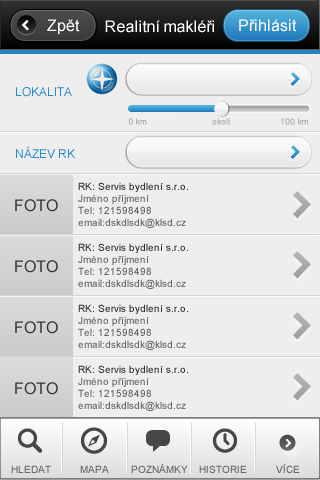 Zpět
Realitní makléři
Přihlásit
LOKALITA
0 km
okolí
100 km
NÁZEV RK
FOTO
RK: Servis bydlení s.r.o.
Jméno příjmení
Tel: 121598498
email:dskdlsdk@klsd.cz
FOTO
RK: Servis bydlení s.r.o.
Jméno příjmení
Tel: 121598498
email:dskdlsdk@klsd.cz
FOTO
RK: Servis bydlení s.r.o.
Jméno příjmení
Tel: 121598498
email:dskdlsdk@klsd.cz
FOTO
RK: Servis bydlení s.r.o.
Jméno příjmení
Tel: 121598498
email:dskdlsdk@klsd.cz
HLEDAT
MAPA
POZNÁMKY
HISTORIE
VÍCE